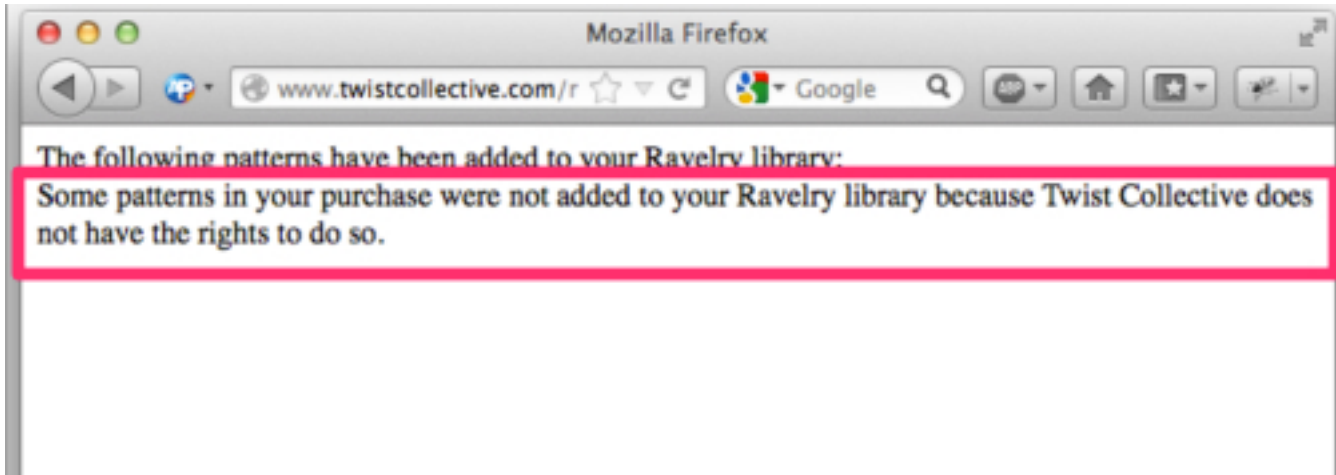 Mozilla Firefox
www.twistcollective.com/r
Google
ABP
The following patterns have been added to your Ravelry library:
Some patterns in your purchase were not added to your Ravelry library because Twist Collective does
not have the rights to do so.